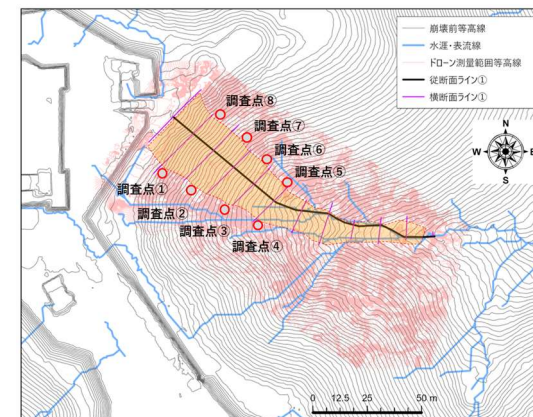 崩壊前等高線
水涯・表流線
ドローン測量範囲等高線
従断面ライン①
横断面ライン①
N
W E
S
調査点⑧
調査点⑦
調査点⑥
調査点⑤
調査点①
調査点②
調査点③
調査点④
0 12.5 25 50 m